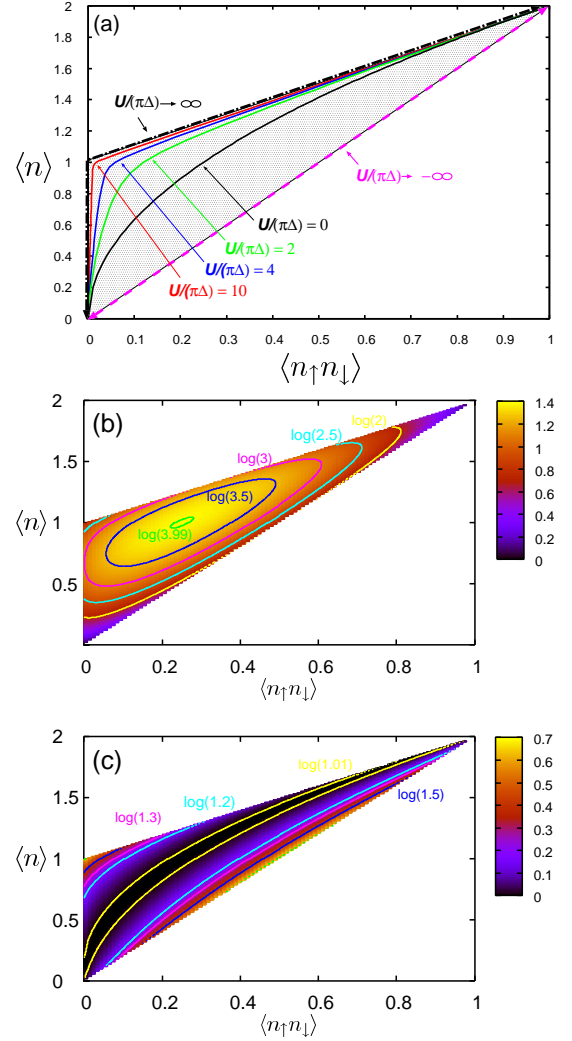 (a)
2
1.8
1.6
1.4
1.2
1
0.8
0.6
0.4
0.2
0
⟨n⟩
U/(πΔ)→ ∞
U/(πΔ)→ −∞
U/(πΔ) = 0
U/(πΔ) = 2
U/(πΔ) = 4
U/(πΔ) = 10
0 0.1 0.2 0.3 0.4 0.5 0.6 0.7 0.8 0.9 1
⟨n↑n↓⟩
(b)
2
1.5
1
0.5
⟨n⟩
log(2)
log(2.5)
log(3)
log(3.5)
log(3.99)
0 0.2 0.4 0.6 0.8 1
⟨n↑n↓⟩
1.4
1.2
1
0.8
0.6
0.4
0.2
0
(c)
2
1.5
1
0.5
0
⟨n⟩
log(1.01)
log(1.2)
log(1.3)
log(1.5)
0 0.2 0.4 0.6 0.8 1
⟨n↑n↓⟩
0.7
0.6
0.5
0.4
0.3
0.2
0.1
0